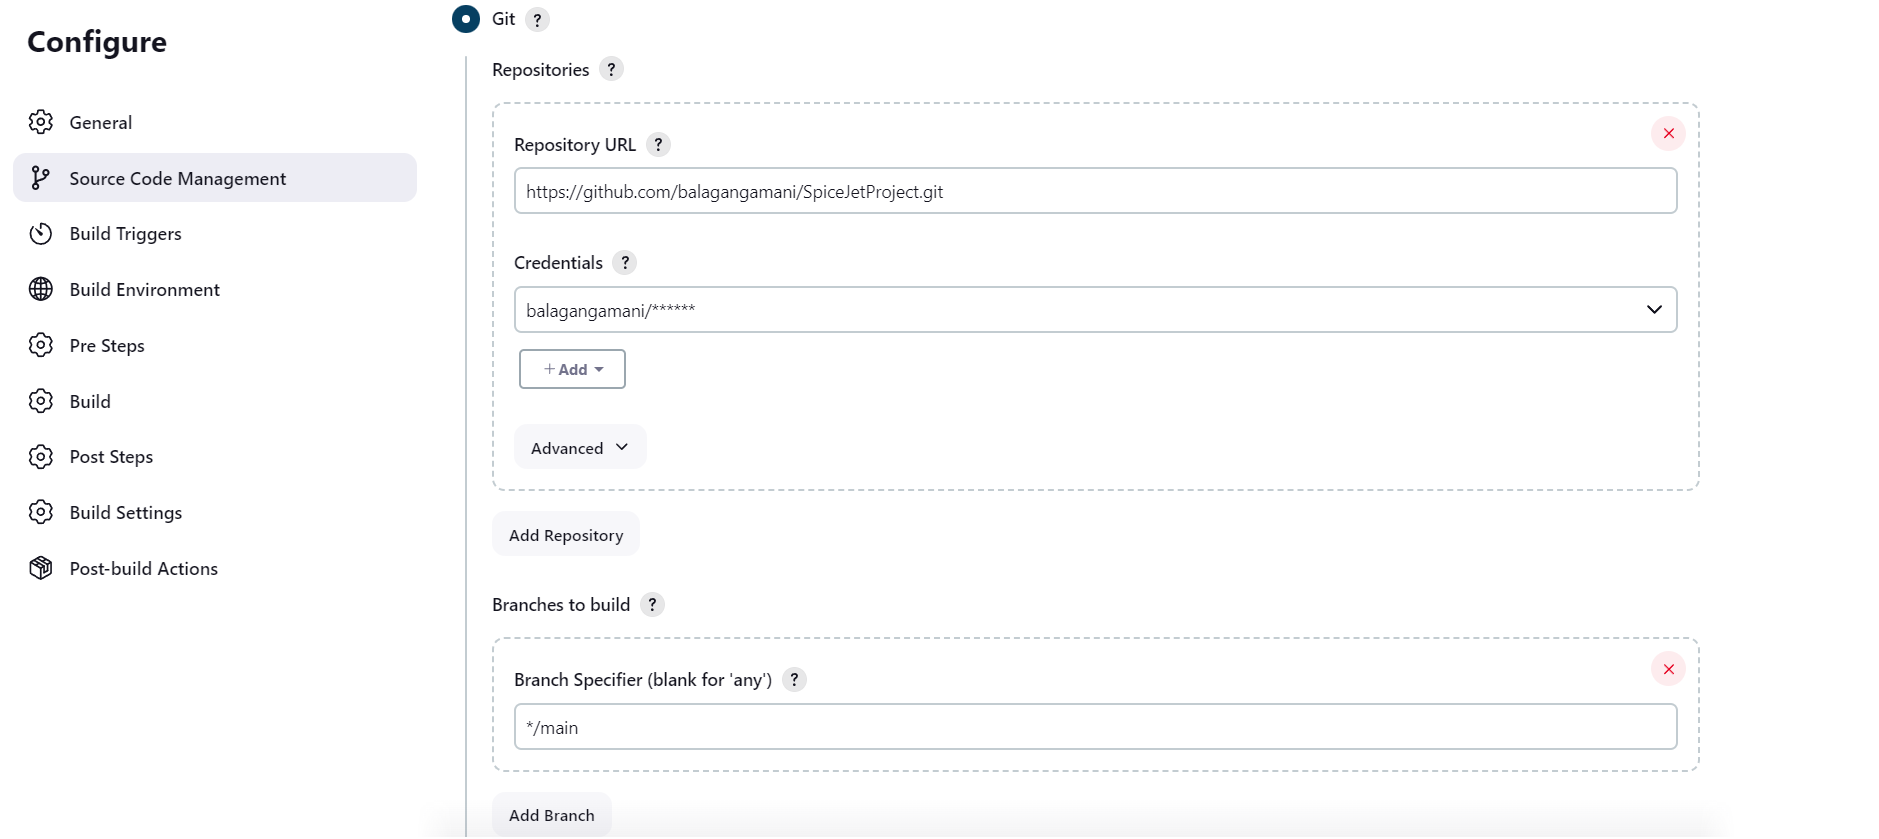 Configure
General
Source Code Management
Build Triggers
Build Environment
Pre Steps
Build
Post Steps
Build Settings
Post-build Actions
Git ?
Repositories ?
Repository URL ?
https://github.com/balagangamani/SpiceJetProject.git
Credentials ?
balagangamani/******
+ Add
Advanced
Add Repository
Branches to build ?
Branch Specifier (blank for 'any') ?
*/main
Add Branch